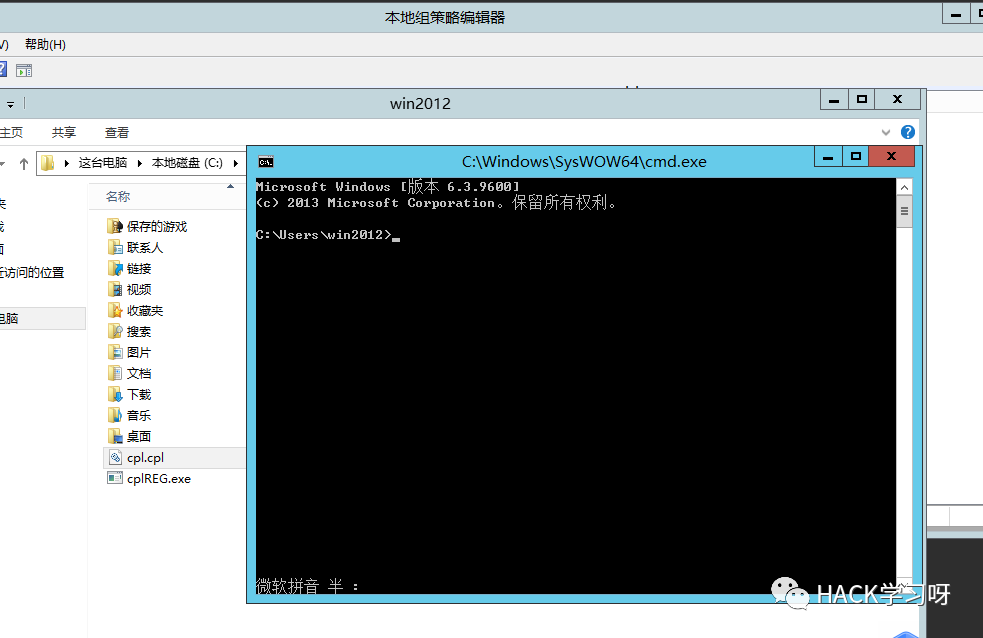 本地组策略编辑器
V) 帮助(H)
win2012
主页 共享 查看
这台电脑 本地磁盘 (C:)
C:\Windows\SysWOW64\cmd.exe
名称
Microsoft Windows [版本 6.3.9600]
(c) 2013 Microsoft Corporation。保留所有权利。
C:\Users\win2012>
保存的游戏
联系人
链接
视频
收藏夹
搜索
图片
文档
下载
音乐
桌面
cpl.cpl
cplREG.exe
访问的位置
电脑
微软拼音 半 :
HACK学习呀